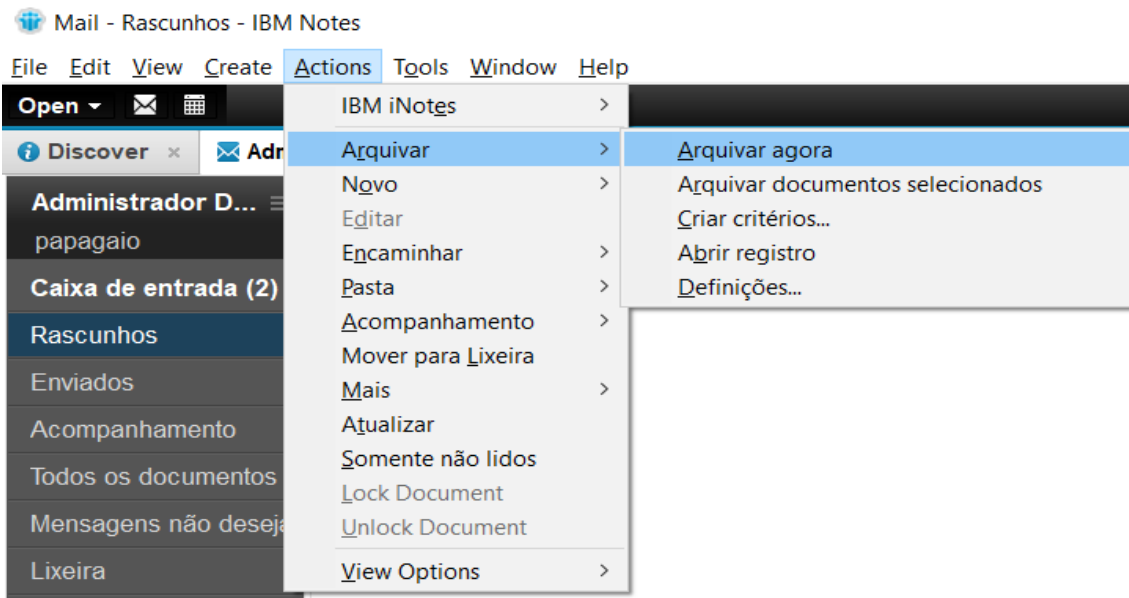 Mail - Rascunhos - IBM Notes
File Edit View Create Actions Tools Window Help
Open
Discover
Adm
Administrador D...
papagaio
Caixa de entrada (2)
Rascunhos
Enviados
Acompanhamento
Todos os documentos
Mensagens não desej
Lixeira
IBM iNotes
Arquivar
Novo
Editar
Encaminhar
Pasta
Acompanhamento
Mover para Lixeira
Mais
Atualizar
Somente não lidos
Lock Document
Unlock Document
View Options
Arquivar agora
Arquivar documentos selecionados
Criar critérios...
Abrir registro
Definições...